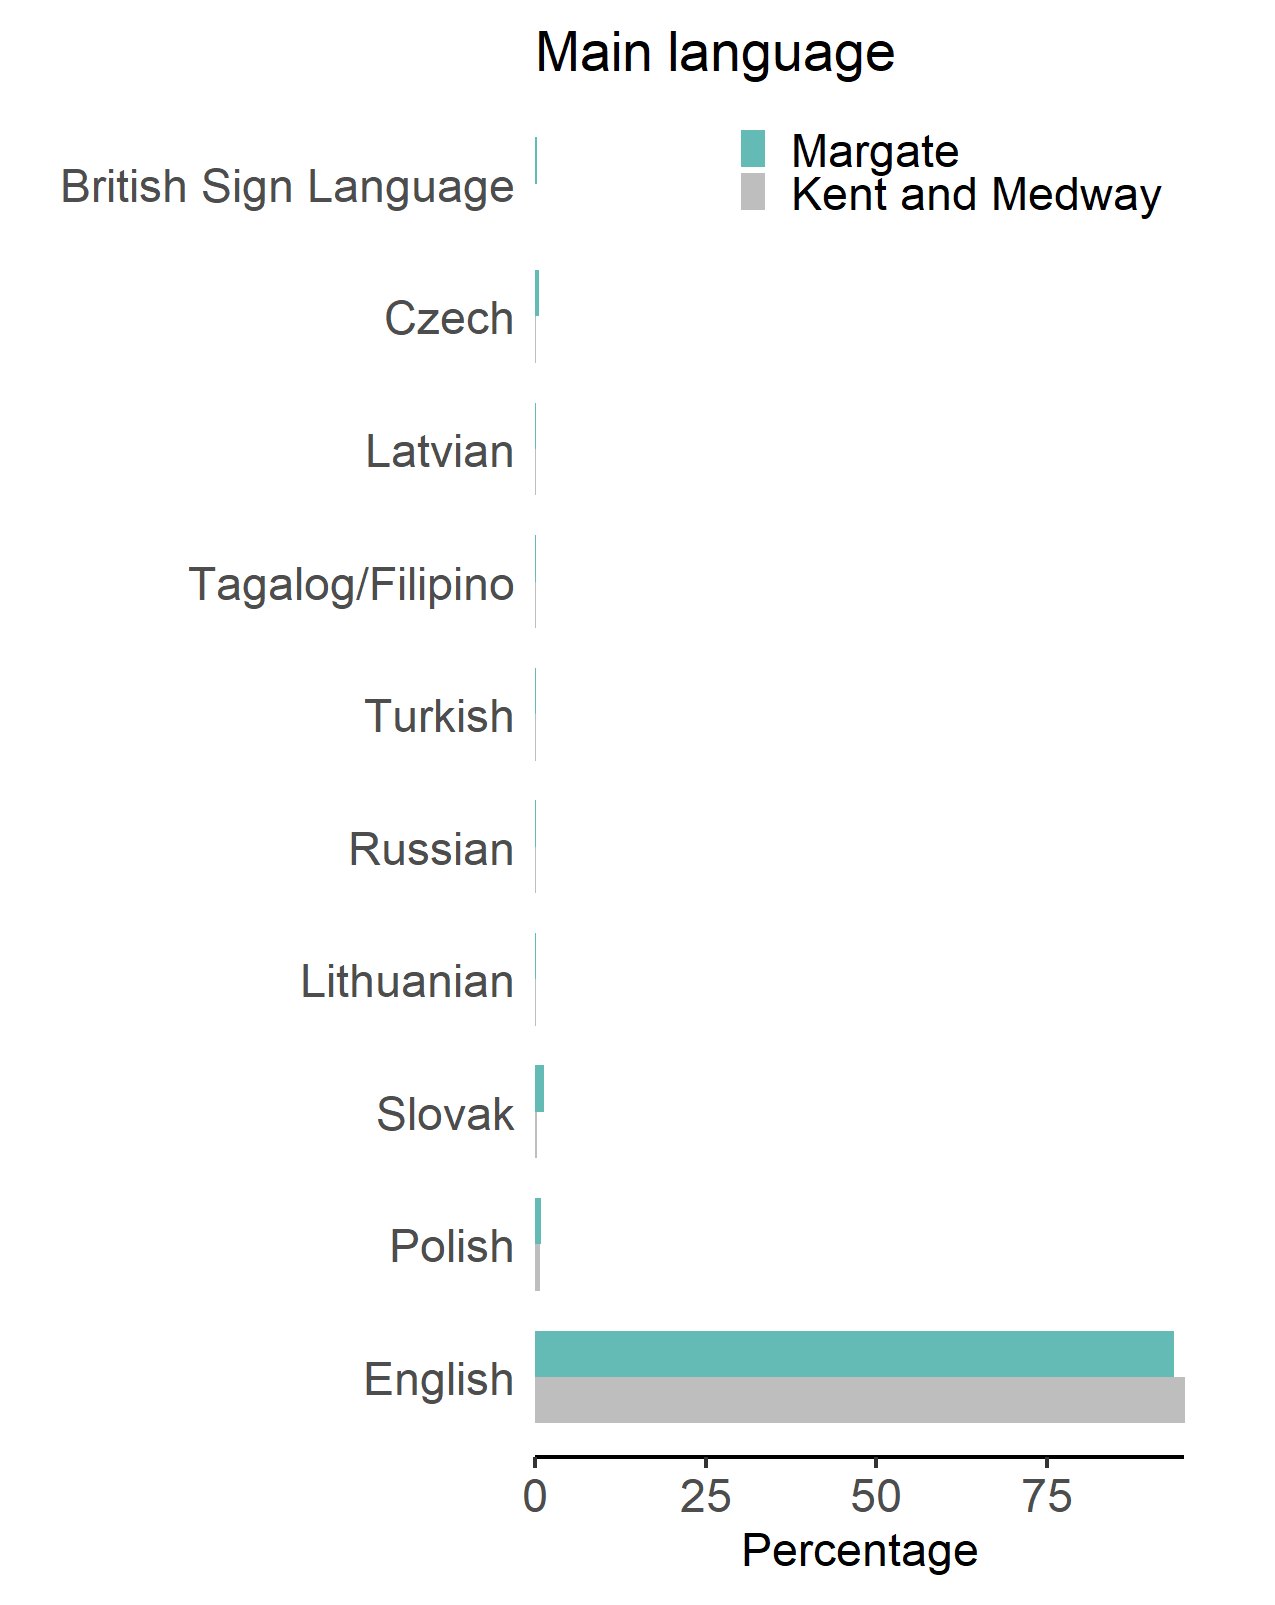 Main language
Margate
Kent and Medway
British Sign Language
Czech
Latvian
Tagalog/Filipino
Turkish
Russian
Lithuanian
Slovak
Polish
English
0 25 50 75
Percentage